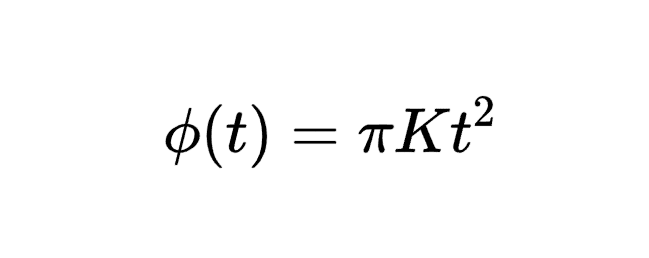 ϕ(t) = πKt²